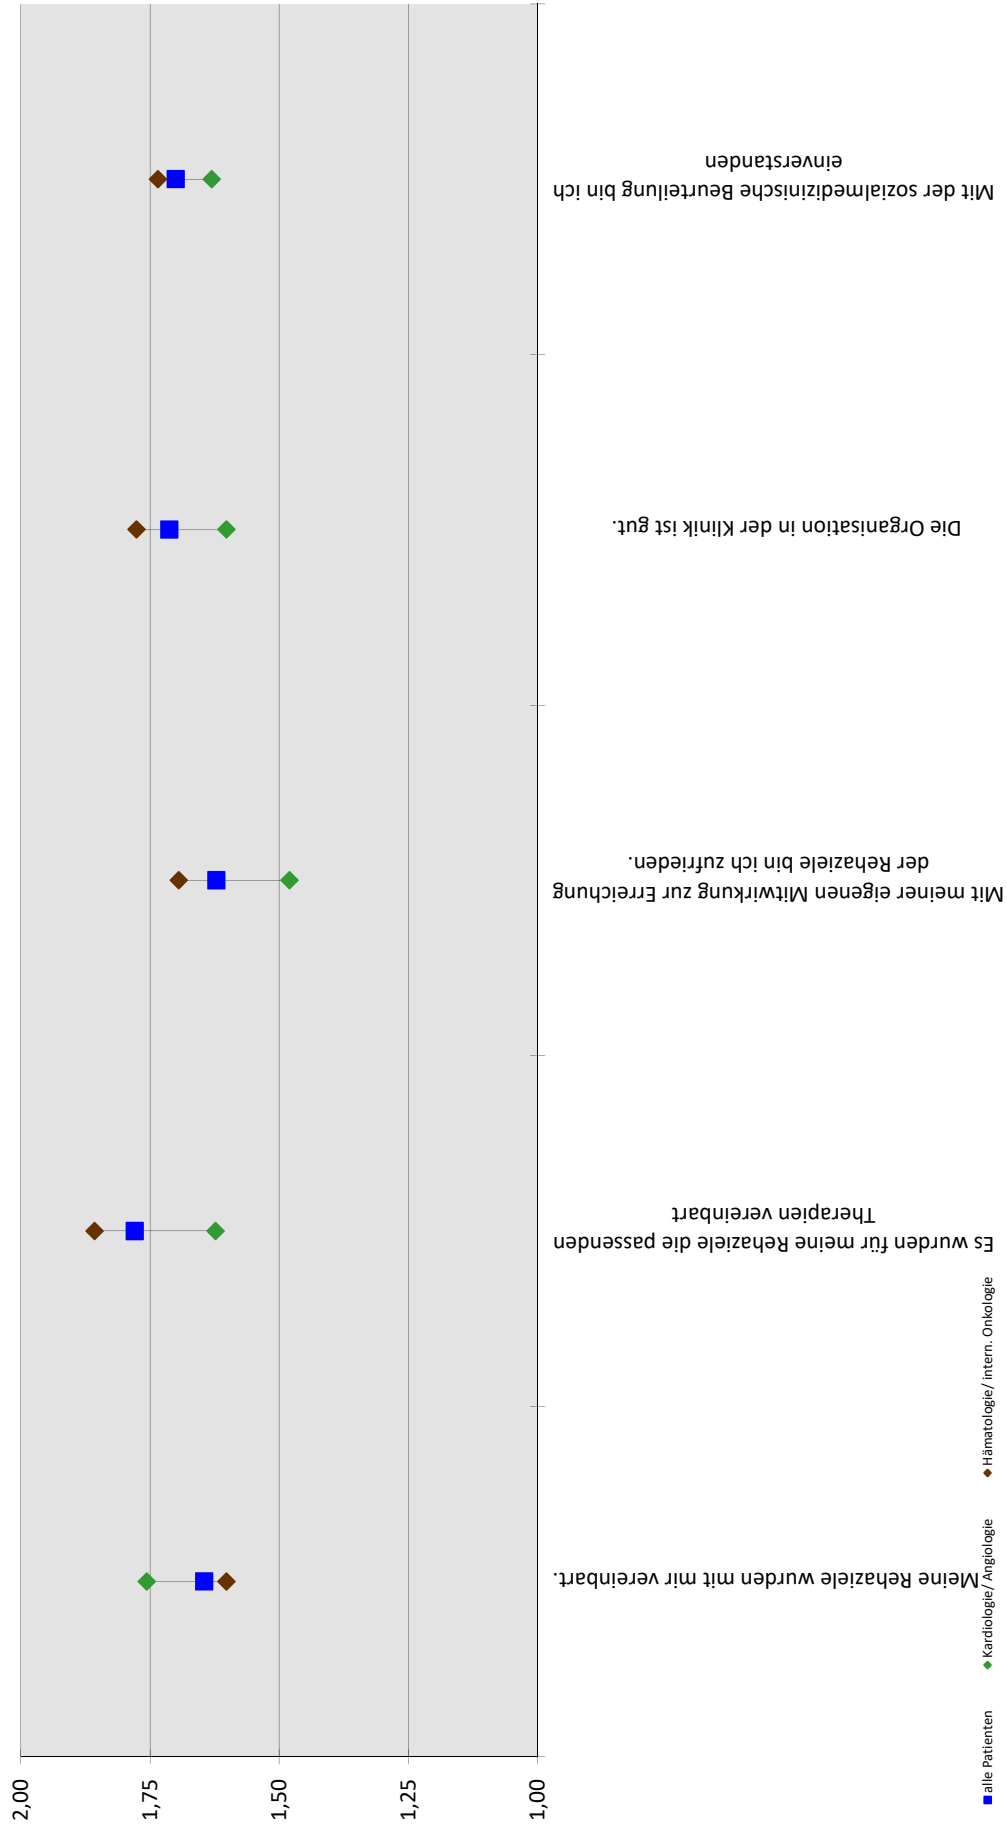 2,00
1,75
1,50
1,25
1,00
Meine Rehaziele wurden mit mir vereinbart.
Es wurden für meine Rehaziele die passenden
Therapien vereinbart
Mit meiner eigenen Mitwirkung zur Erreichung
der Rehaziele bin ich zufrieden.
Die Organisation in der Klinik ist gut.
Mit der sozialmedizinische Beurteilung bin ich
einverstanden
alle Patienten
Kardiologie/ Angiologie
Hämatologie/ intern. Onkologie